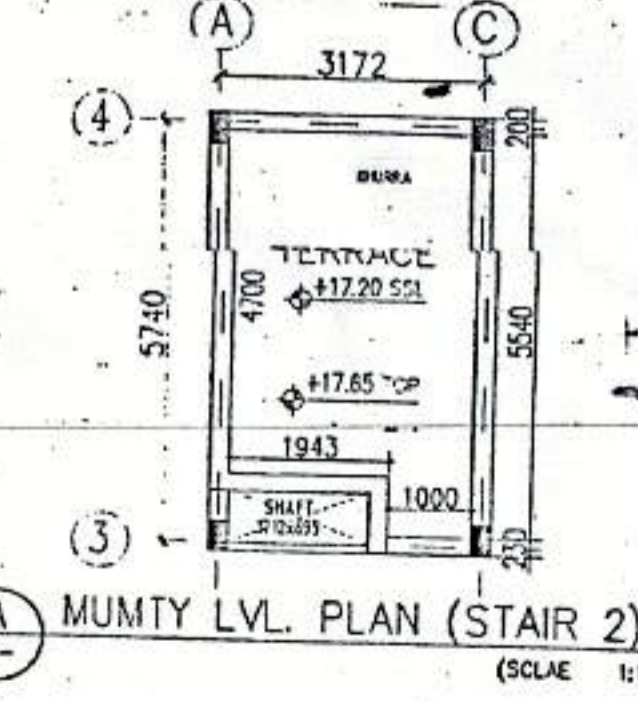 A C
3172
4
200
TERRACE
+17.20 SSL
4700
5740
5540
+17.65 TOP
1943
1000
SHAFT
3
230
A MUMTY LVL. PLAN (STAIR 2)
(SCLAE 1: